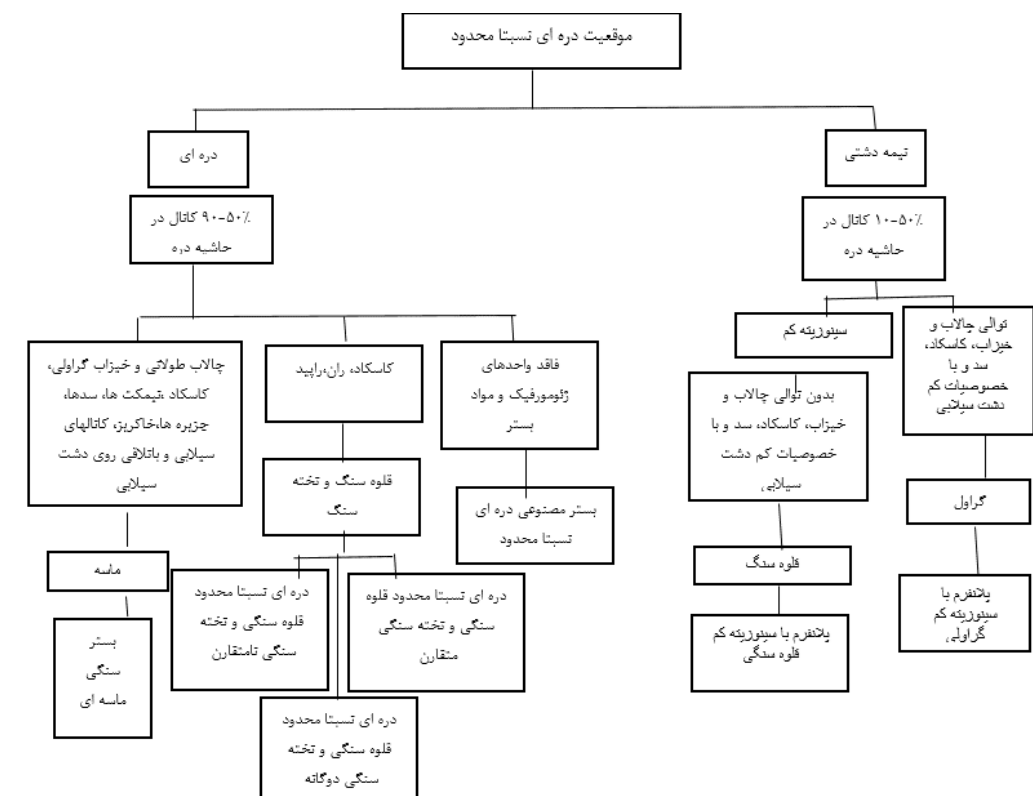 موقعیت دره ای نسبتا محدود
نیمه دشتی
۱۰-۵۰٪ کانال در
حاشیه دره
توالی چالاب و
خیزاب، کاسکاد،
سد و با
خصوصیات کم
دشت سیلابی
گراول
پلانفرم با
سینوزیته کم
گراولی
سینوزیته کم
بدون توالی چالاب و
خیزاب، کاسکاد، سد و با
خصوصیات کم دشت
سیلابی
قلوه سنگ
پلانفرم با سینوزیته کم
قلوه سنگی
دره ای
۹۰-۵۰٪ کانال در
حاشیه دره
فاقد واحدهای
ژئومورفیک و مواد
بستر
بستر مصنوعی دره ای
نسبتا محدود
کاسکاد، ران،راپید
قلوه سنگ و تخته
سنگ
دره ای نسبتا محدود قلوه
سنگی و تخته سنگی
متقارن
دره ای نسبتا محدود
قلوه سنگی و تخته
سنگی نامتقارن
دره ای نسبتا محدود
قلوه سنگی و تخته
سنگی دوگانه
چالاب طولانی و خیزاب گراولی،
کاسکاد ،نیمکت ها، سدها،
جزیره ها،خاکریز، کانالهای
سیلابی و باتلاقی روی دشت
سیلابی
ماسه
بستر
سنگی
ماسه ای